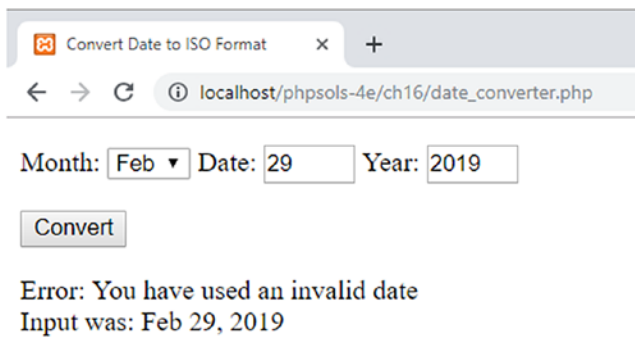 Convert Date to ISO Format
localhost/phpsols-4e/ch16/date_converter.php
Month: Feb Date: 29 Year: 2019
Convert
Error: You have used an invalid date
Input was: Feb 29, 2019